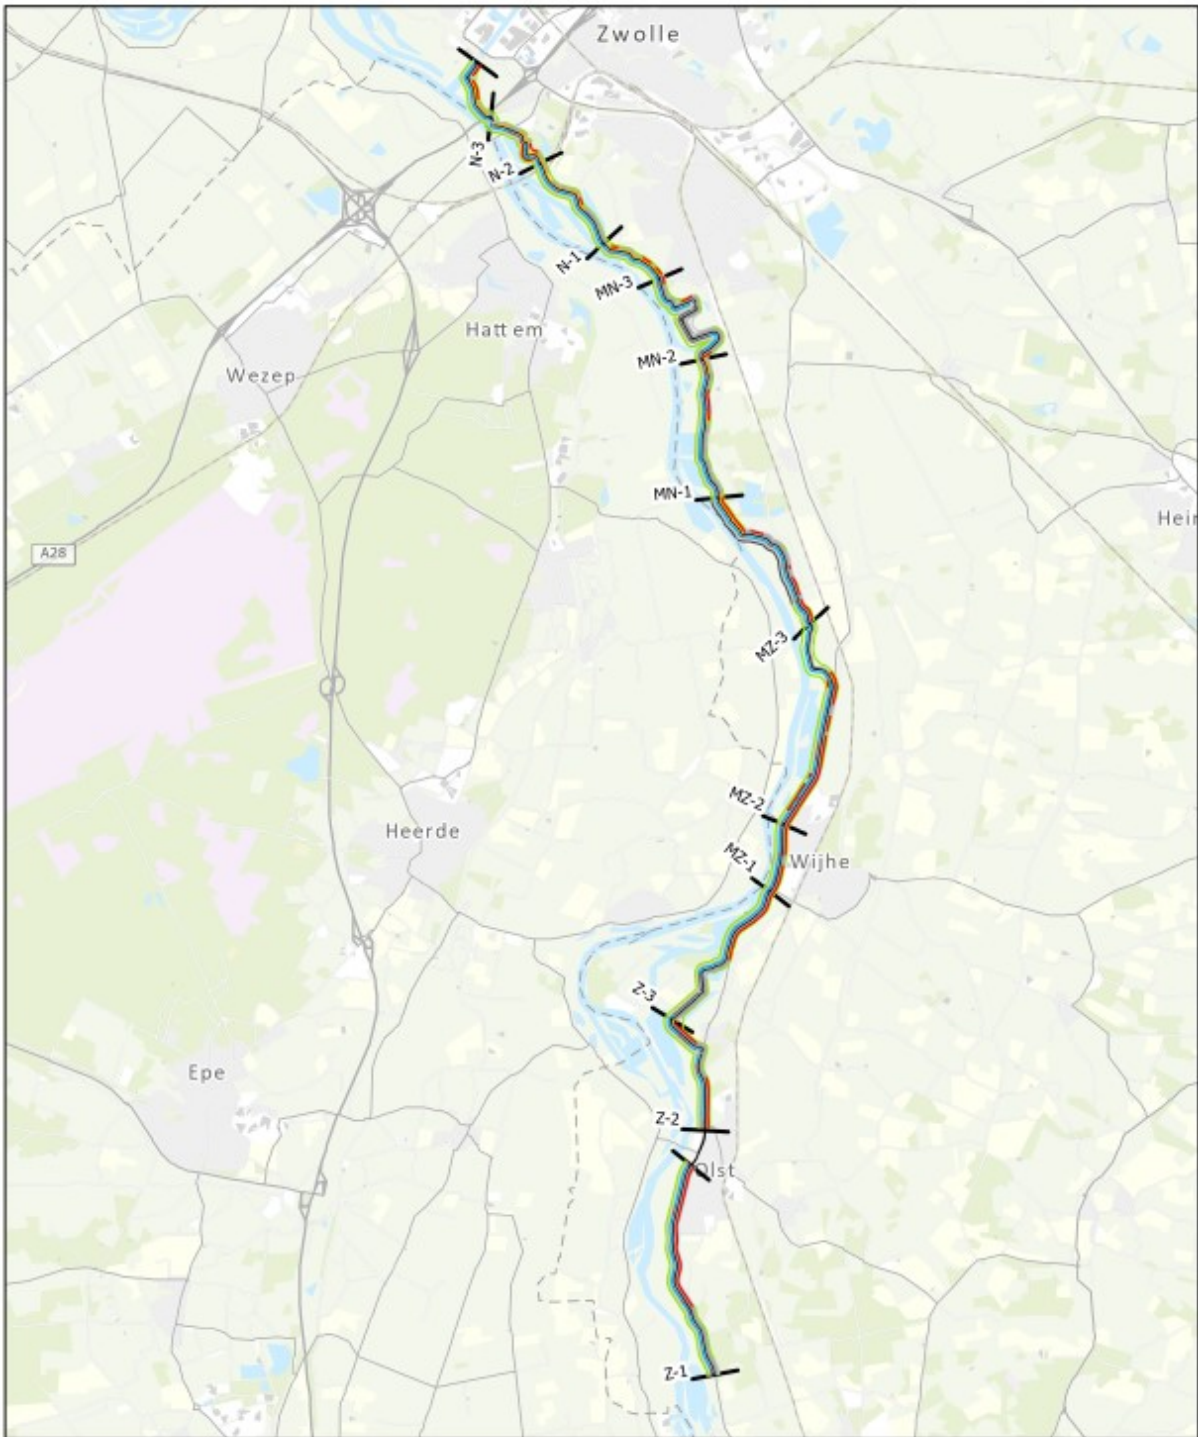 Zwolle
N-3
N-2
N-1
MN-3
Hattem
MN-2
Wezep
MN-1
A28
MZ-3
MZ-2
Heerde
MZ-1
Wijhe
Z-3
Epe
Z-2
Olst
Z-1